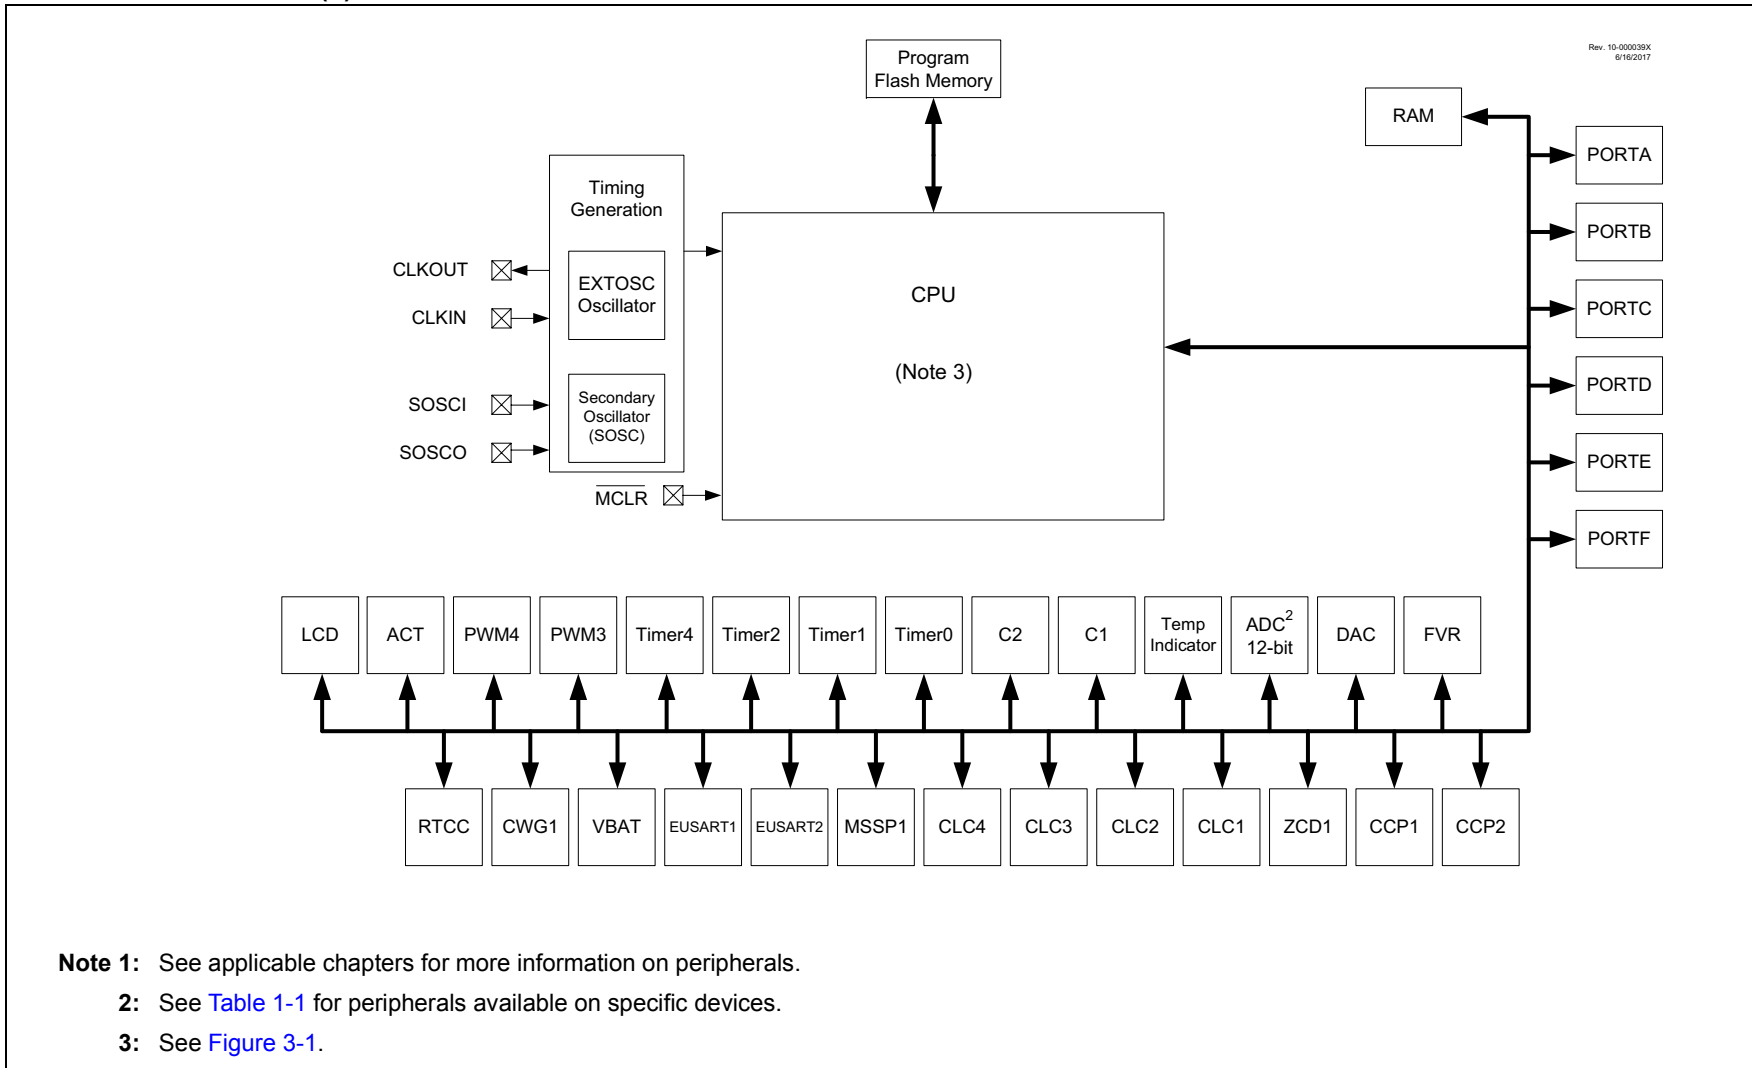 Rev. 10-000039X
6/16/2017
Program
Flash Memory
RAM
PORTA
PORTB
PORTC
PORTD
PORTE
PORTF
Timing
Generation
EXTOSC
Oscillator
Secondary
Oscillator
(SOSC)
CLKOUT
CLKIN
SOSCI
SOSCO
MCLR
CPU
(Note 3)
LCD
ACT
PWM4
PWM3
Timer4
Timer2
Timer1
Timer0
C2
C1
Temp
Indicator
ADC²
12-bit
DAC
FVR
RTCC
CWG1
VBAT
EUSART1
EUSART2
MSSP1
CLC4
CLC3
CLC2
CLC1
ZCD1
CCP1
CCP2
Note 1: See applicable chapters for more information on peripherals.
2: See Table 1-1 for peripherals available on specific devices.
3: See Figure 3-1.